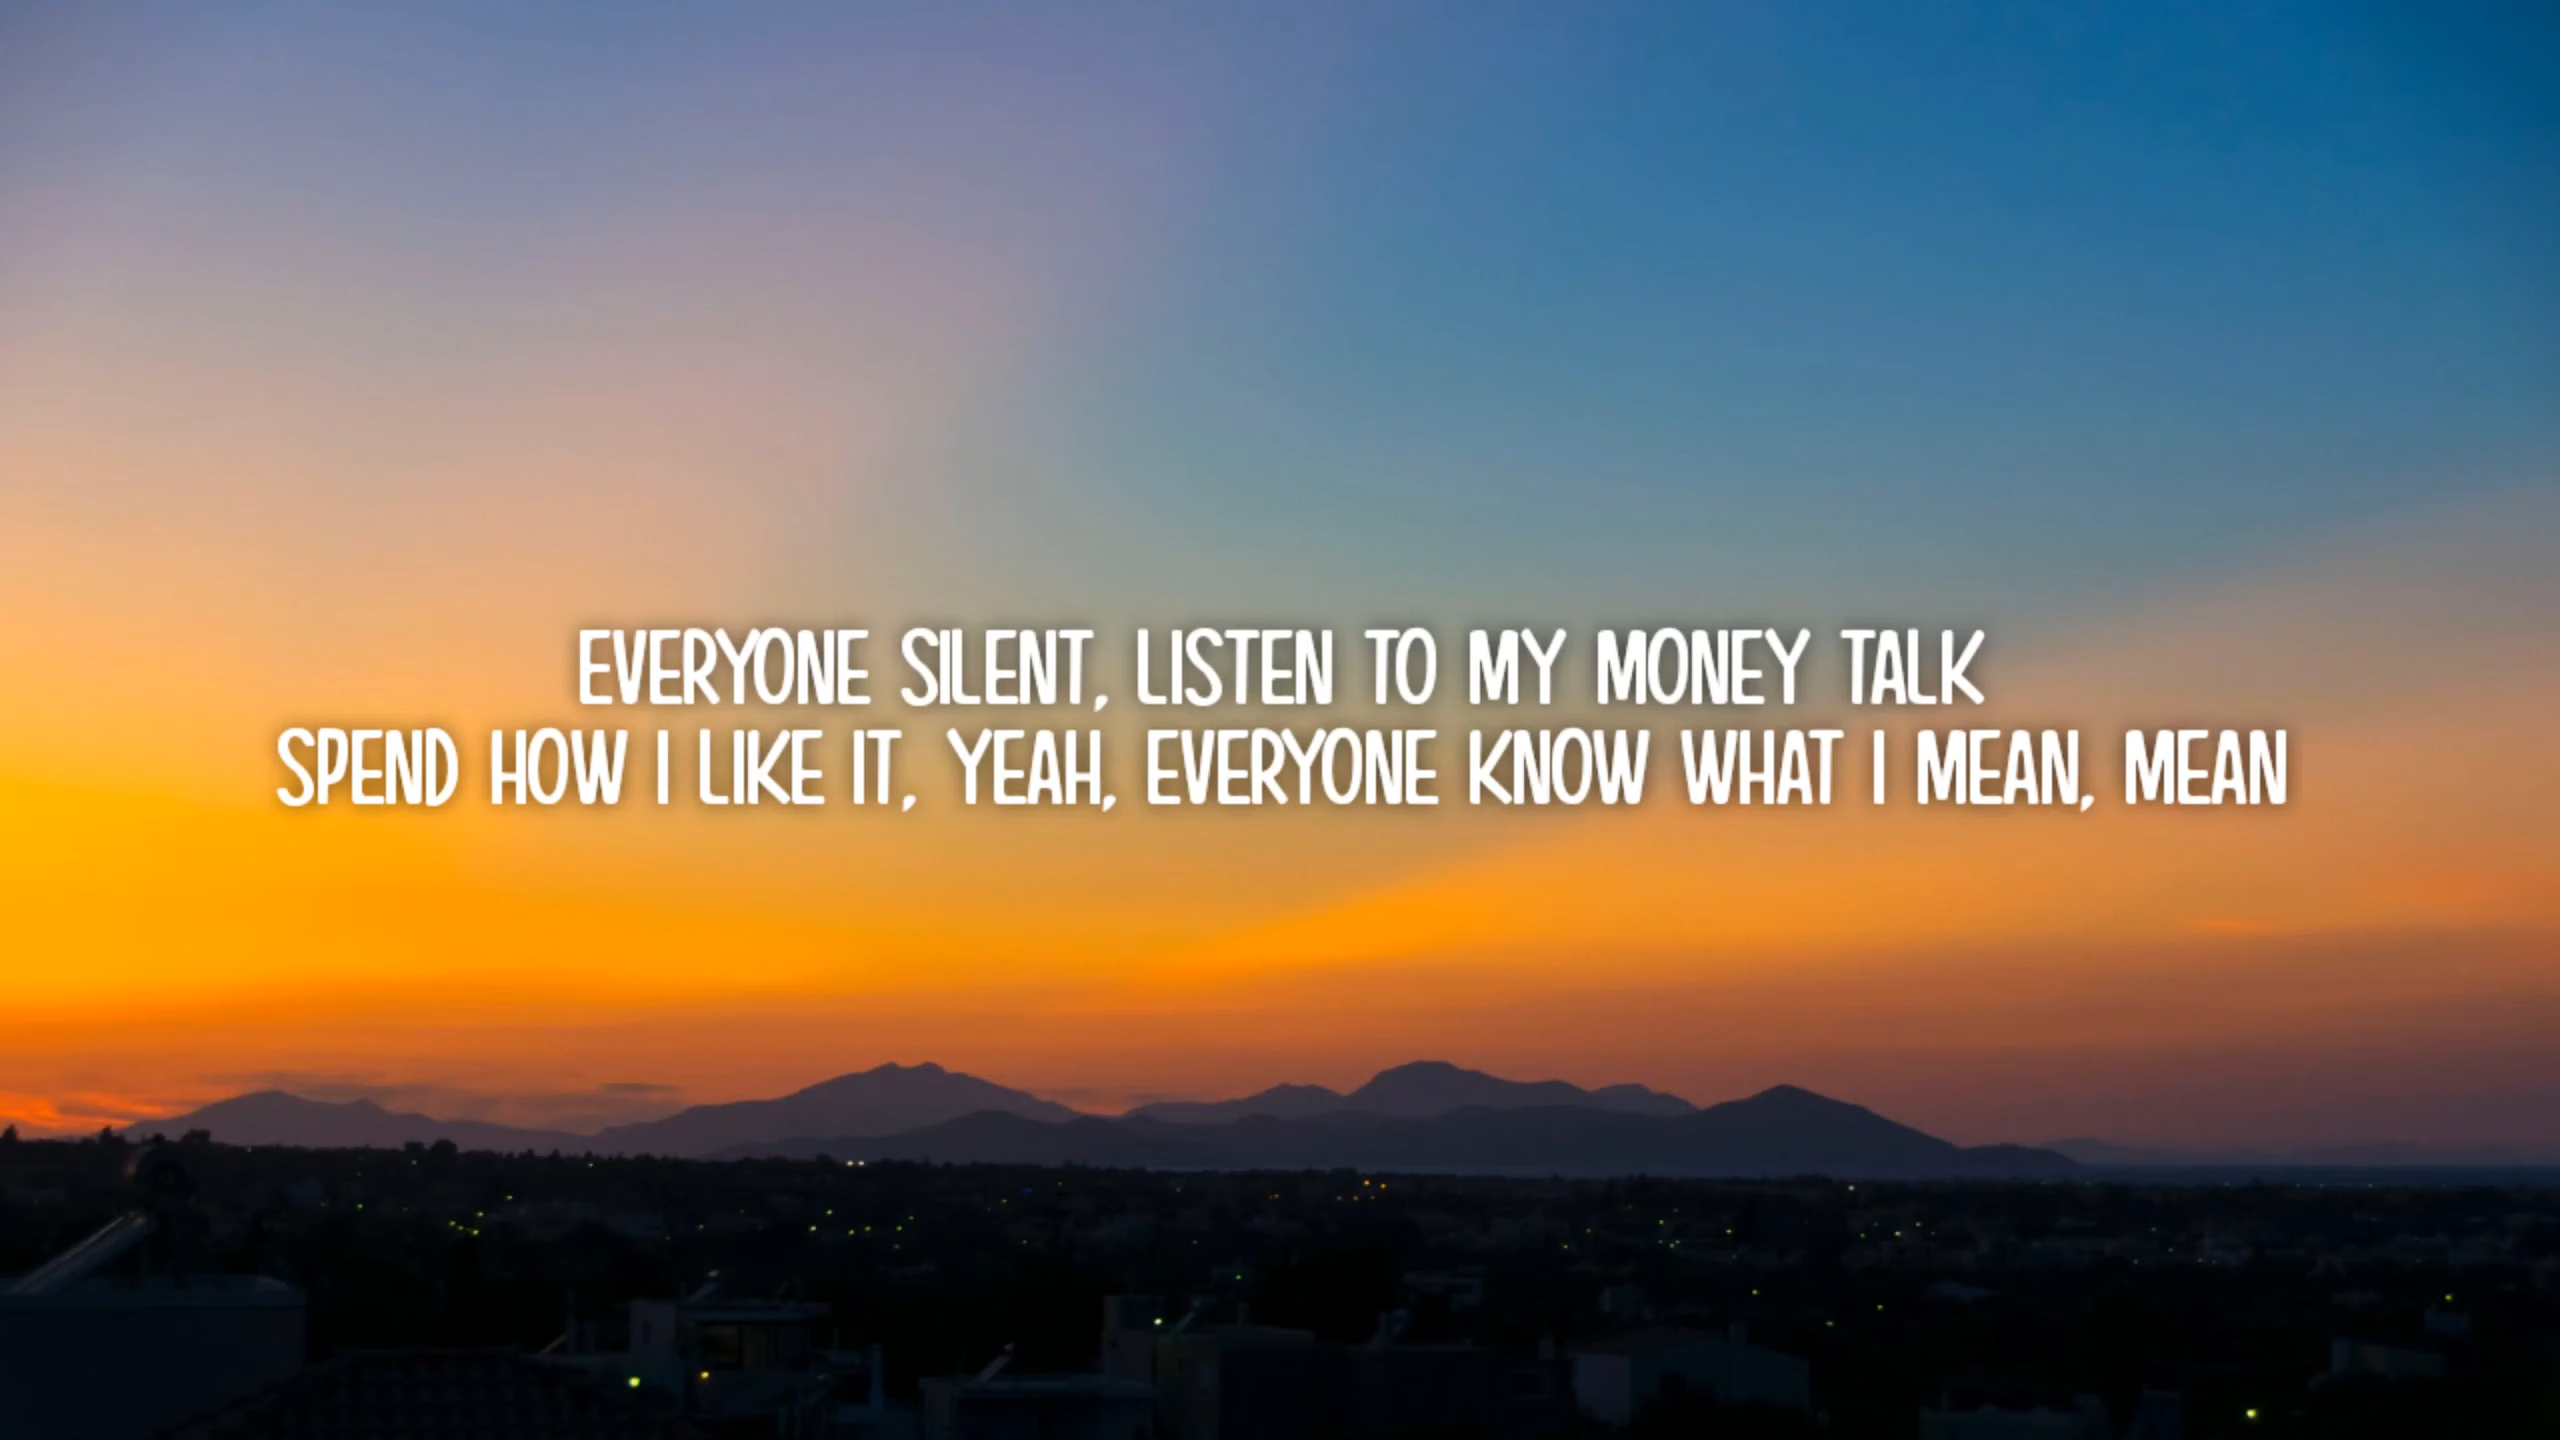 EVERYONE SILENT, LISTEN TO MY MONEY TALK
SPEND HOW I LIKE IT, YEAH, EVERYONE KNOW WHAT I MEAN, MEAN